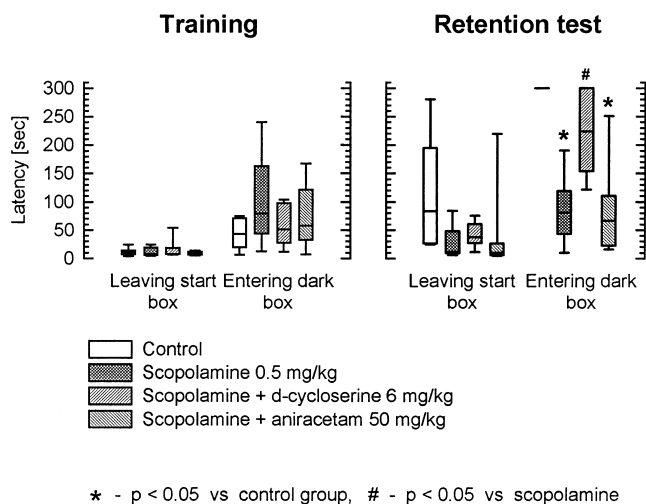 Training
Retention test
Latency [sec]
300
250
200
150
100
50
0
#
*
*
Leaving start
box
Entering dark
box
Leaving start
box
Entering dark
box
Control
Scopolamine 0.5 mg/kg
Scopolamine + d-cycloserine 6 mg/kg
Scopolamine + aniracetam 50 mg/kg
* - p < 0.05 vs control group, # - p < 0.05 vs scopolamine